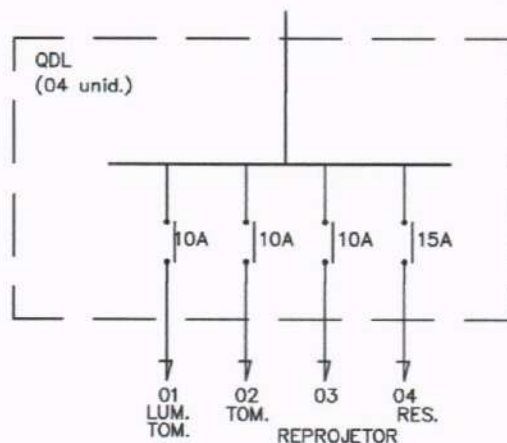 QDL
(04 unid.)
10A 10A 10A 15A
01 02 03 04
LUM. TOM. RES.
TOM.
REPROJETOR